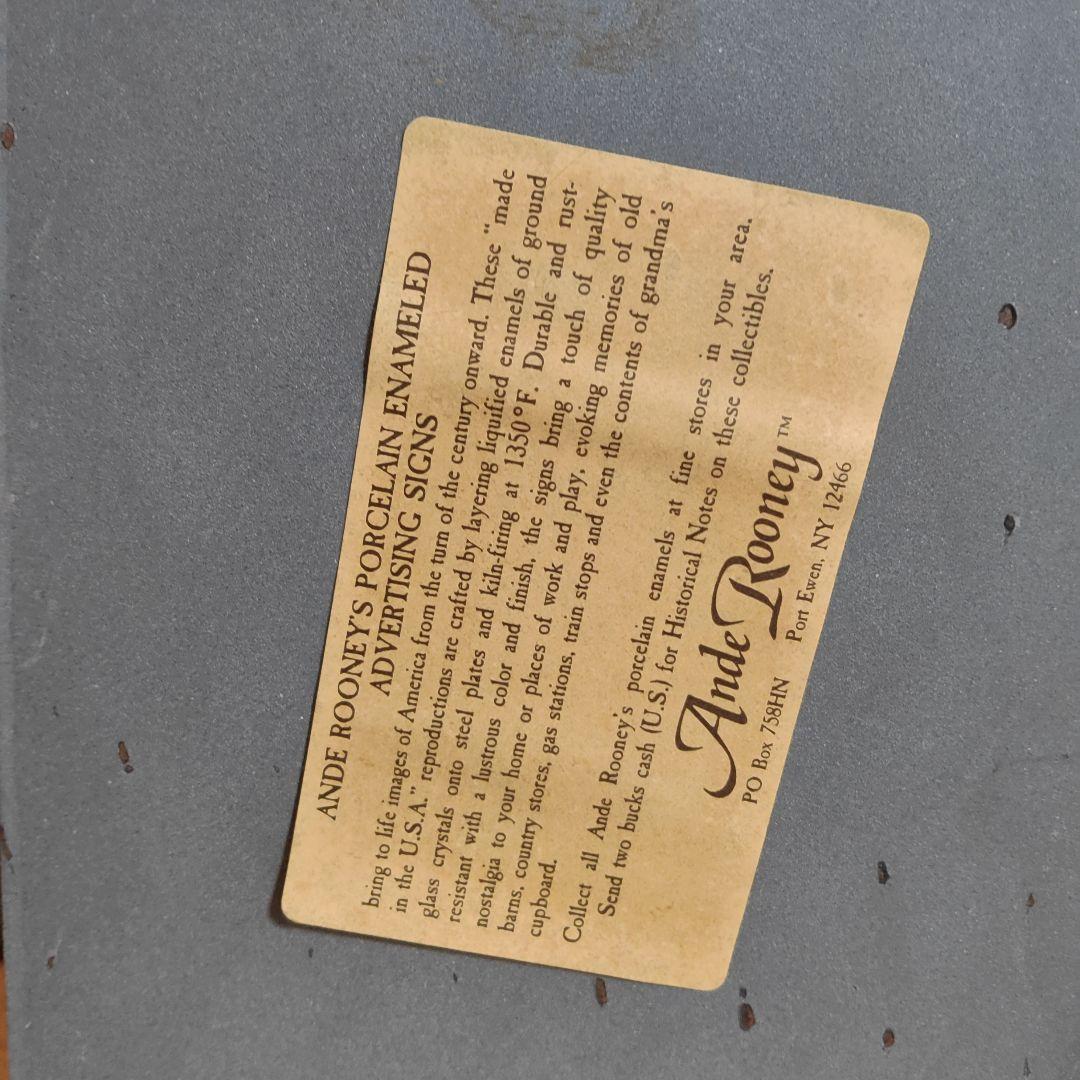 ANDE ROONEY'S PORCELAIN ENAMELED
ADVERTISING SIGNS
bring to life images of America from the turn of the century onward. These "made
in the U.S.A." reproductions are crafted by layering liquified enamels of ground
glass crystals onto steel plates and kiln-firing at 1350°F. Durable and rust-
resistant with a lustrous color and finish, the signs bring a touch of quality
nostalgia to your home or places of work and play, evoking memories of old
barns, country stores, gas stations, train stops and even the contents of grandma's
cupboard.
Collect all Ande Rooney's porcelain enamels at fine stores in your area.
Send two bucks cash (U.S.) for Historical Notes on these collectibles.
Ande Rooney™
PO Box 758HN Port Ewen, NY 12466